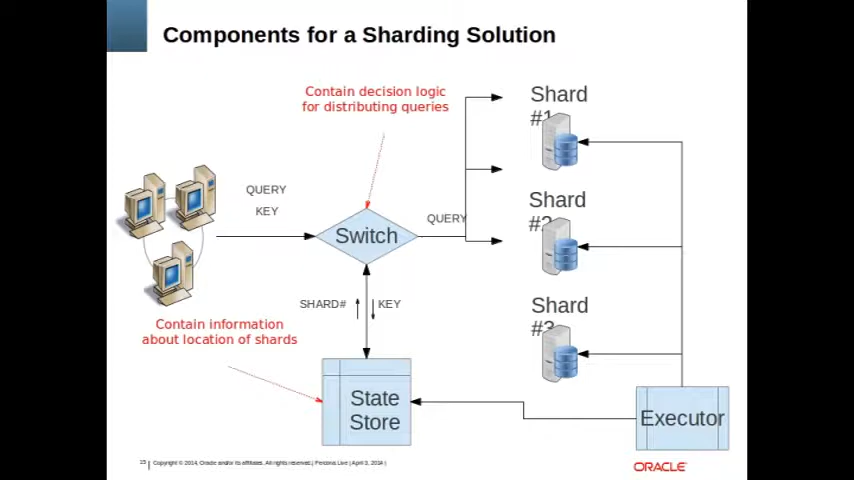 Components for a Sharding Solution
Contain decision logic
for distributing queries
Shard
#1
QUERY
KEY
Switch
QUERY
Shard
#2
SHARD#
KEY
Contain information
about location of shards
Shard
#3
State
Store
Executor
15
Copyright © 2014, Oracle and/or its affiliates. All rights reserved. | Percona Live | April 3, 2014 |
ORACLE